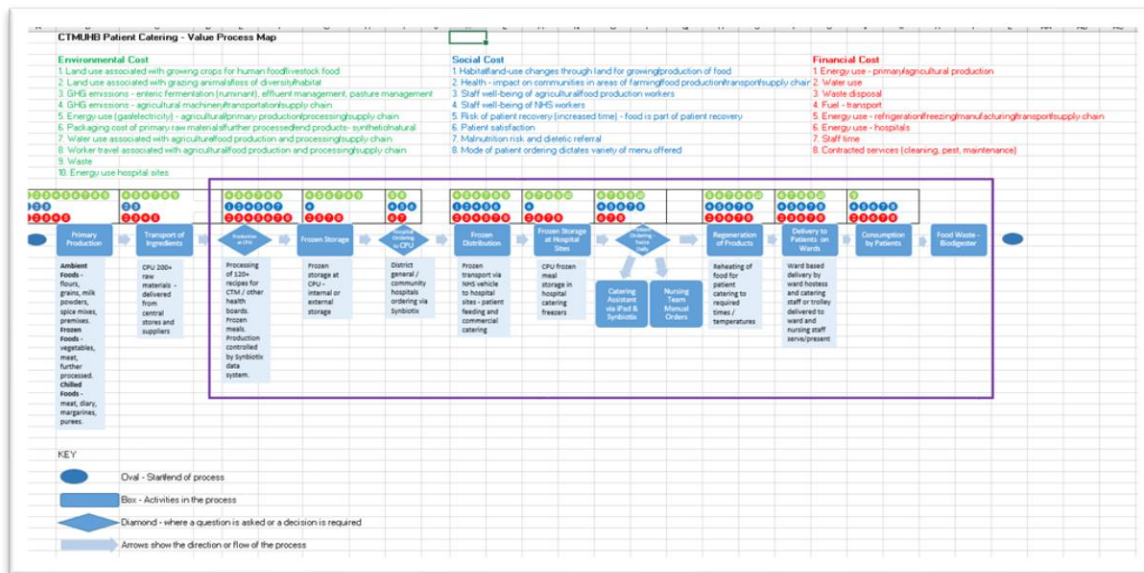 CTMUHB Patient Catering - Value Process Map
Environmental Cost
1. Land use associated with growing crops for human food/livestock food
2. Land use associated with grazing animals/loss of diversity/habitat
3. GHG emissions - enteric fermentation (ruminant), effluent management, pasture management
4. GHG emissions - agricultural machinery/transportation/supply chain
5. Energy use (gas/electricity) - agricultural/primary production/processing/supply chain
6. Packaging cost of primary raw materials/further processed/end products- synthetic/natural
7. Water use associated with agriculture/food production and processing/supply chain
8. Worker travel associated with agricultural/food production and processing/supply chain
9. Waste
10. Energy use hospital sites
Social Cost
1. Habitat/land-use changes through land for growing/production of food
2. Health - impact on communities in areas of farming/food production/transport/supply chain
3. Staff well-being of agricultural/food production workers
4. Staff well-being of NHS workers
5. Risk of patient recovery (increased time) - food is part of patient recovery
6. Patient satisfaction
7. Malnutrition risk and dietetic referral
8. Mode of patient ordering dictates variety of menu offered
Financial Cost
1. Energy use - primary/agricultural production
2. Water use
3. Waste disposal
4. Fuel - transport
5. Energy use - refrigeration/freezing/manufacturing/transport/supply chain
6. Energy use - hospitals
7. Staff time
8. Contracted services (cleaning, pest, maintenance)
Primary
Production
Ambient
Foods -
flours,
grains, milk
powders,
spice mixes,
premixes.
Frozen
Foods -
vegetables,
meat,
further
processed.
Chilled
Foods -
meat, diary,
margarines,
purees.
Transport of
Ingredients
CPU 200+
raw
materials -
delivered
from
central
stores and
suppliers
Production
at CPU
Processing
of 120+
recipes for
CTM / other
health
boards.
Frozen
meals.
Production
controlled
by Synbiotix
data
system.
Frozen Storage
Frozen
storage at
CPU -
internal or
external
storage
Hospital
Ordering
to CPU
District
general /
community
hospitals
ordering via
Synbiotix
Frozen
Distribution
Frozen
transport via
NHS vehicle
to hospital
sites - patient
feeding and
commercial
catering
Frozen Storage
at Hospital
Sites
CPU frozen
meal
storage in
hospital
catering
freezers
Ordering -
Twice
Daily
Catering
Assistant
via iPad &
Synbiotix
Nursing
Team
Manual
Orders
Regeneration
of Products
Reheating of
food for
patient
catering to
required
times /
temperatures
Delivery to
Patients on
Wards
Ward based
delivery by
ward hostess
and catering
staff or trolley
delivered to
ward and
nursing staff
serve/present
Consumption
by Patients
Food Waste -
Biodigester
KEY
Oval - Start/end of process
Box - Activities in the process
Diamond - where a question is asked or a decision is required
Arrows show the direction or flow of the process